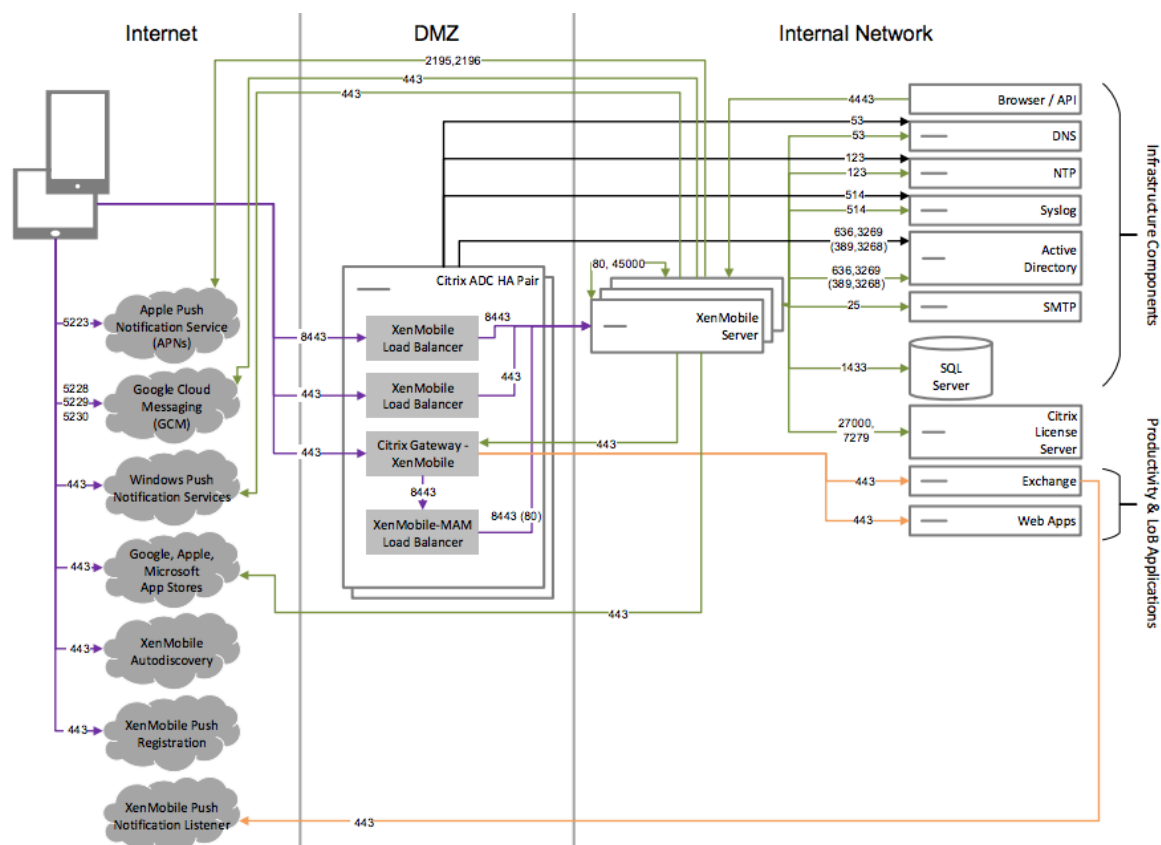 Internet
DMZ
Internal Network
2195,2196
443
443
4443
Browser / API
53
53
DNS
123
123
NTP
514
514
Syslog
636,3269
(389,3268)
636,3269
(389,3268)
Active
Directory
25
SMTP
1433
SQL
Server
Infrastructure Components
27000,
7279
Citrix
License
Server
443
Exchange
443
Web Apps
Productivity & LoB Applications
80, 45000
XenMobile
Server
Citrix ADC HA Pair
8443
XenMobile
Load Balancer
8443
443
XenMobile
Load Balancer
443
443
Citrix Gateway -
XenMobile
443
8443
XenMobile-MAM
Load Balancer
8443 (80)
443
5223
Apple Push
Notification Service
(APNs)
5228
5229
5230
Google Cloud
Messaging
(GCM)
443
Windows Push
Notification Services
443
Google, Apple,
Microsoft
App Stores
443
XenMobile
Autodiscovery
443
XenMobile Push
Registration
XenMobile Push
Notification Listener
443